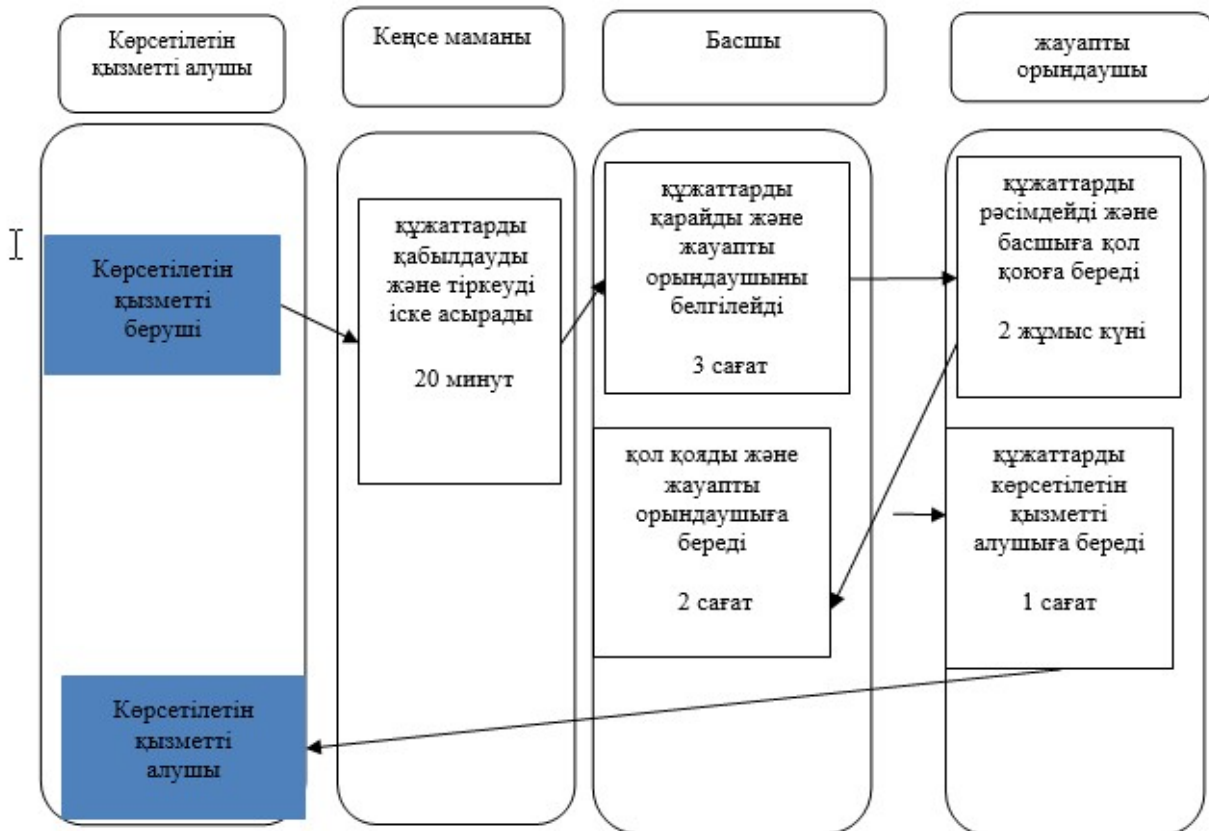 Көрсетілетін
қызметті алушы
Кеңсе маманы
Басшы
жауапты
орындаушы
Көрсетілетін
қызметті
беруші
құжаттарды
қабылдауды
және тіркеуді
іске асырады
20 минут
құжаттарды
қарайды және
жауапты
орындаушыны
белгілейді
3 сағат
құжаттарды
рәсімдейді және
басшыға қол
қоюға береді
2 жұмыс күні
қол қояды және
жауапты
орындаушыға
береді
2 сағат
құжаттарды
көрсетілетін
қызметті
алушыға береді
1 сағат
Көрсетілетін
қызметті
алушы